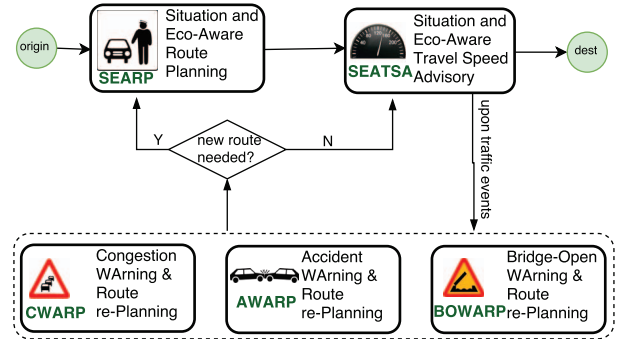 origin
SEARP
Situation and
Eco-Aware
Route
Planning
SEATSA
Situation and
Eco-Aware
Travel Speed
Advisory
dest
Y
new route
needed?
N
upon traffic events
CWARP
Congestion
WArning &
Route
re-Planning
AWARP
Accident
WArning &
Route
re-Planning
BOWARP
Bridge-Open
WArning &
Route
re-Planning